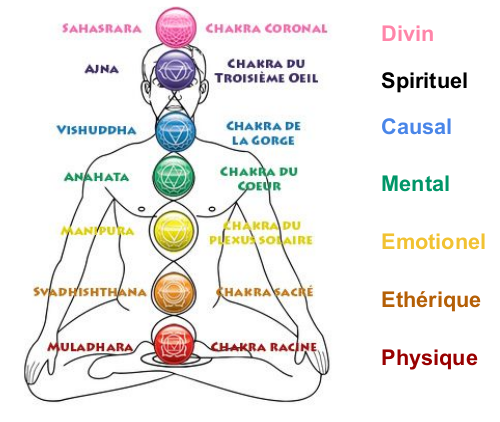 SAHASRARA CHAKRA CORONAL Divin
AJNA CHAKRA DU TROISIÈME OEIL Spirituel
VISHUDDHA CHAKRA DE LA GORGE Causal
ANAHATA CHAKRA DU COEUR Mental
MANIPURA CHAKRA DU PLEXUS SOLAIRE Emotionel
SVADHISHTHANA CHAKRA SACRÉ Ethérique
MULADHARA CHAKRA RACINE Physique